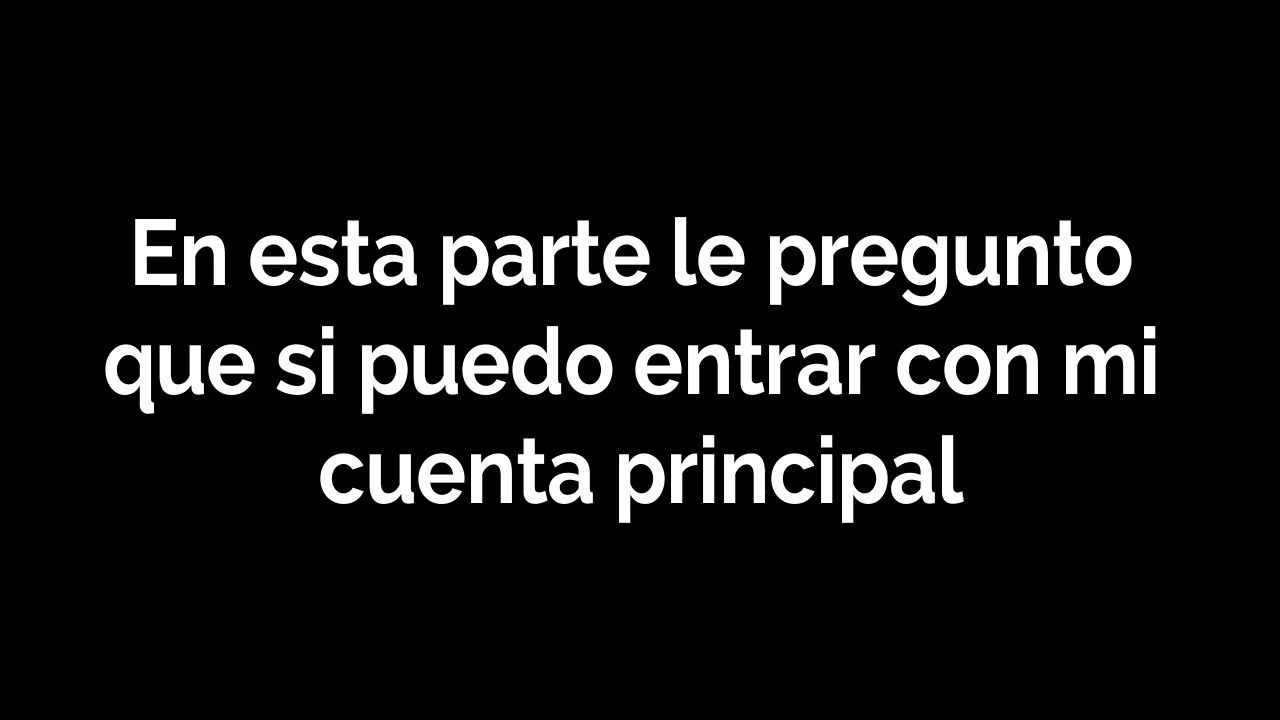 En esta parte le pregunto
que si puedo entrar con mi
cuenta principal